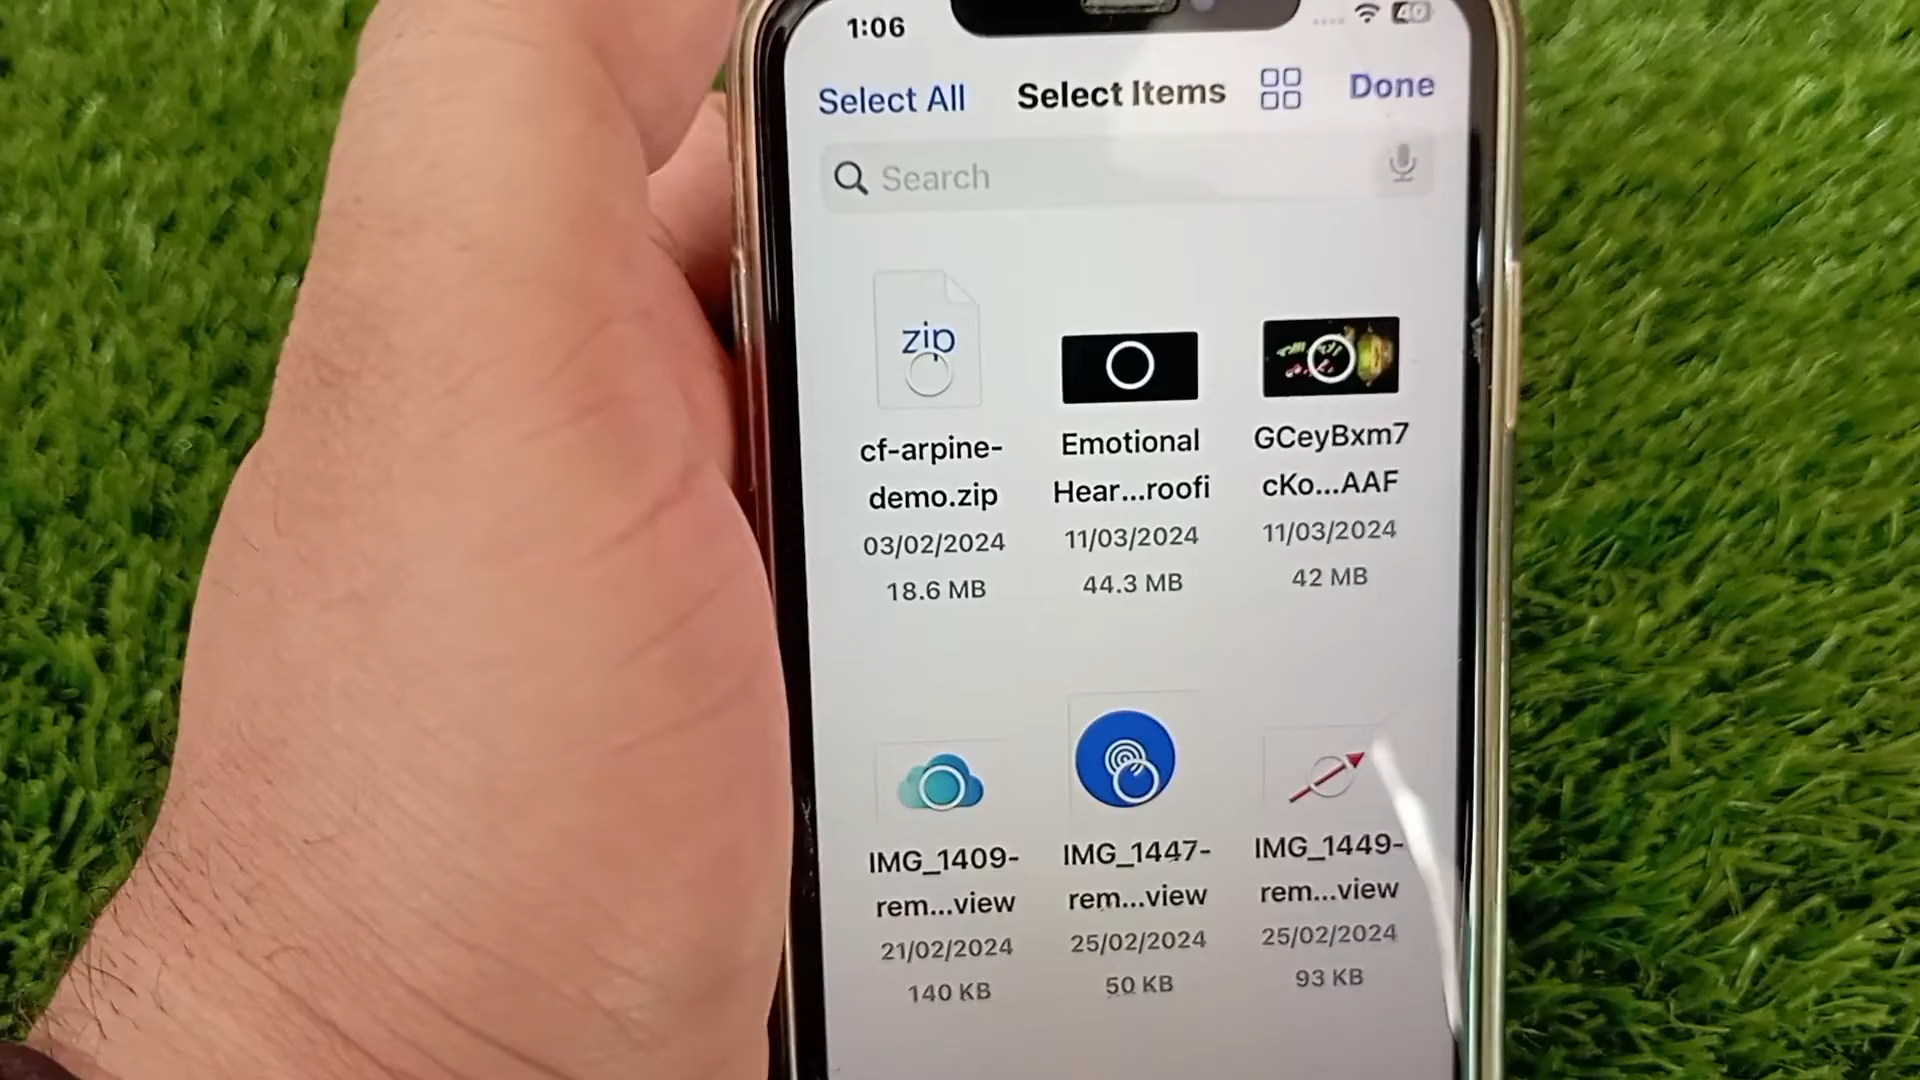 1:06
40
Select All
Select Items
Done
Search
zip
cf-arpine-
demo.zip
03/02/2024
18.6 MB
Emotional
Hear...roofi
11/03/2024
44.3 MB
GCeyBxm7
cKo...AAF
11/03/2024
42 MB
IMG_1409-
rem...view
21/02/2024
140 KB
IMG_1447-
rem...view
25/02/2024
50 KB
IMG_1449-
rem...view
25/02/2024
93 KB